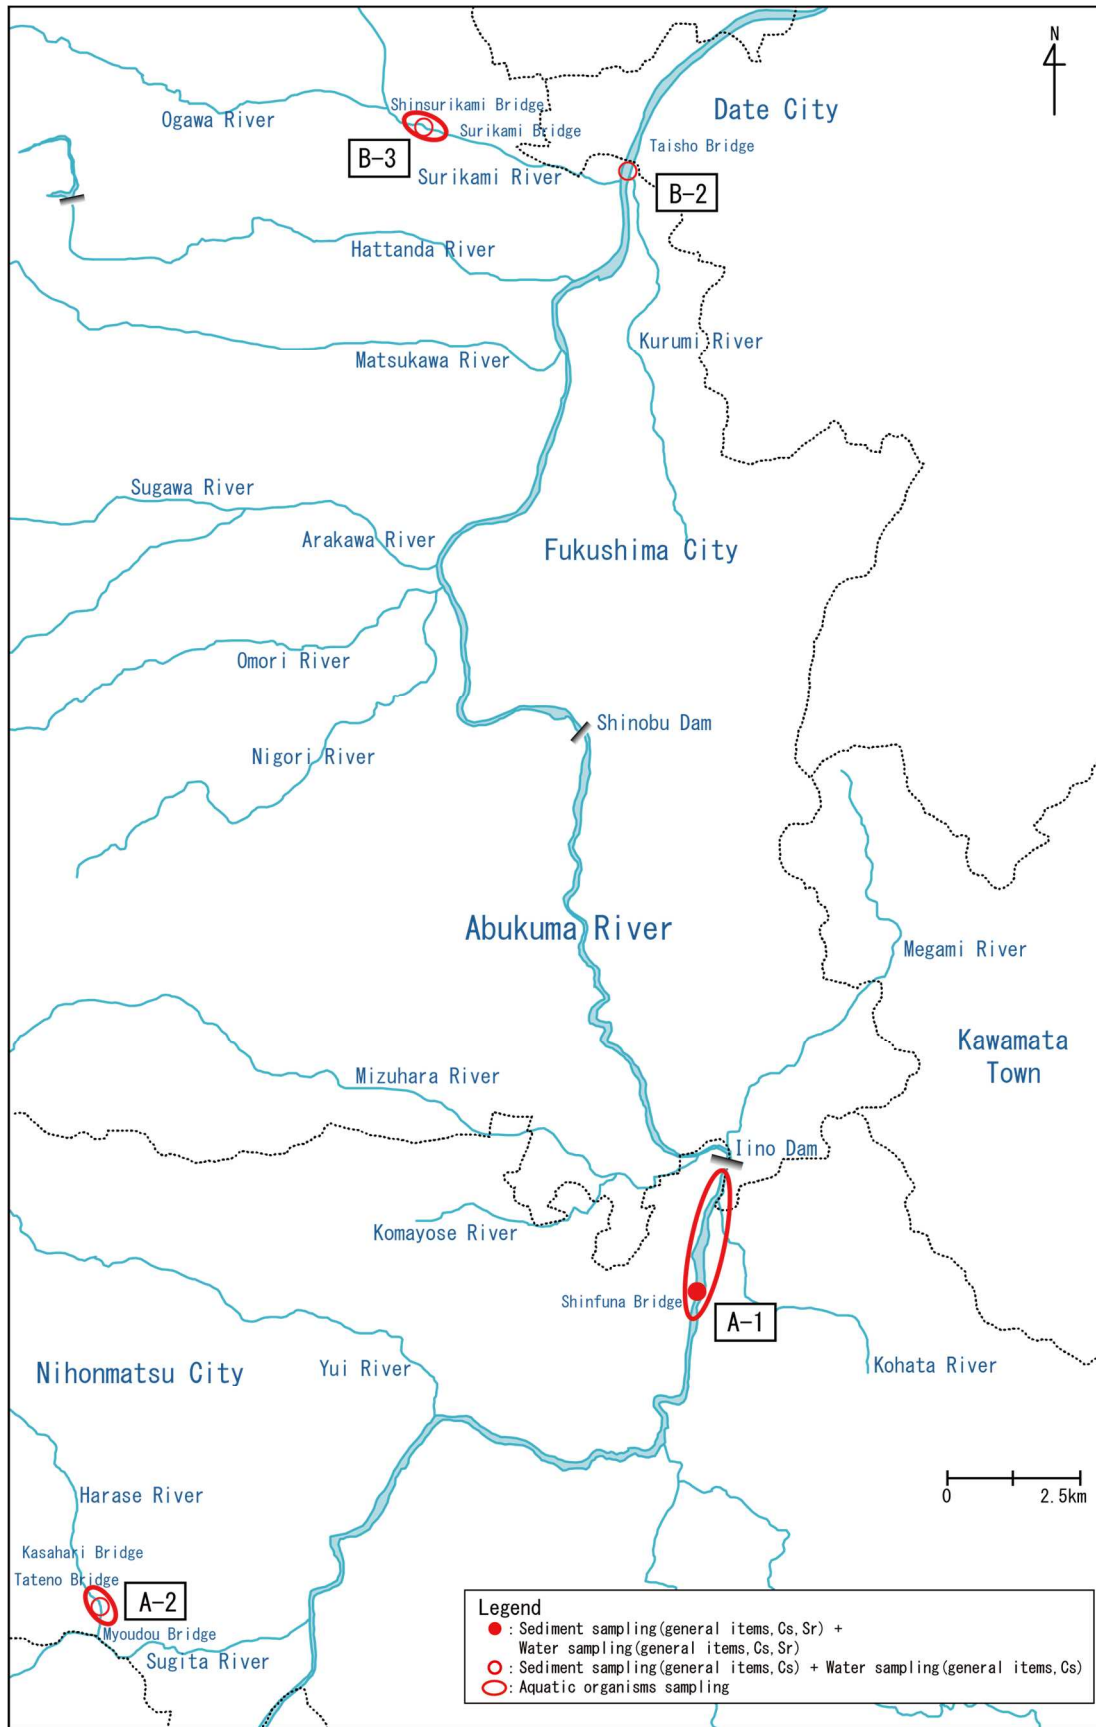 N
Date City
Shinsurikami Bridge
Ogawa River
Surikami Bridge
Taisho Bridge
B-3
Surikami River
B-2
Hattanda River
Kurumi River
Matsukawa River
Sugawa River
Arakawa River
Fukushima City
Omori River
Shinobu Dam
Nigori River
Abukuma River
Megami River
Kawamata
Town
Mizuhara River
Iino Dam
Komayose River
Shinfuna Bridge
A-1
Yui River
Kohata River
Nihonmatsu City
Harase River
0 2.5km
Kasahari Bridge
Tateno Bridge
A-2
Myoudou Bridge
Sugita River
Legend
: Sediment sampling(general items, Cs, Sr) +
Water sampling(general items, Cs, Sr)
: Sediment sampling(general items, Cs) + Water sampling(general items, Cs)
: Aquatic organisms sampling